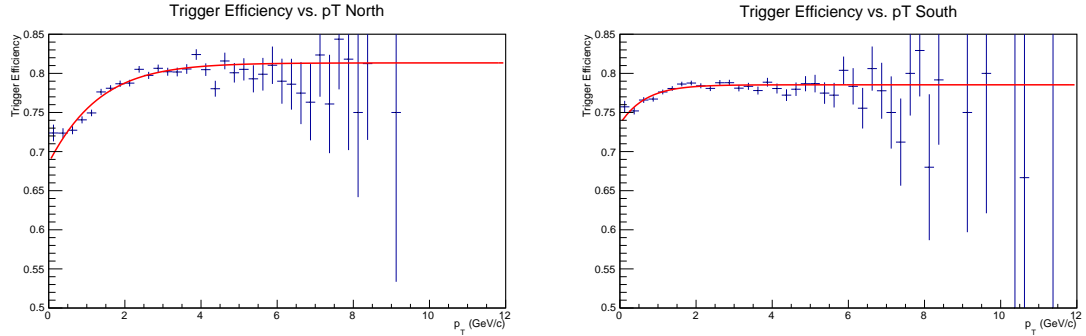 Trigger Efficiency vs. pT North
Trigger Efficiency
0.85
0.8
0.75
0.7
0.65
0.6
0.55
0.5
0 2 4 6 8 10 12
p_T (GeV/c)
Trigger Efficiency vs. pT South
Trigger Efficiency
0.85
0.8
0.75
0.7
0.65
0.6
0.55
0.5
0 2 4 6 8 10 12
p_T (GeV/c)